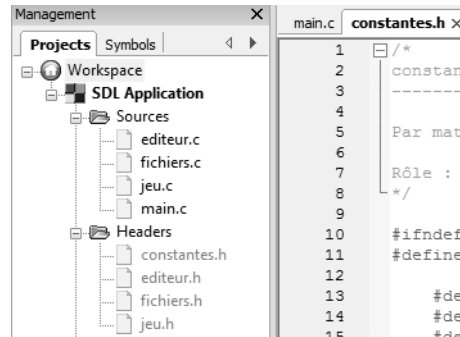 Management
Projects Symbols
Workspace
SDL Application
Sources
editeur.c
fichiers.c
jeu.c
main.c
Headers
constantes.h
editeur.h
fichiers.h
jeu.h
main.c constantes.h
1 /*
2 constan
3 --------
4
5 Par mat
6
7 Rôle :
8 */
9
10 #ifndef
11 #define
12
13 #de
14 #de
15 #de